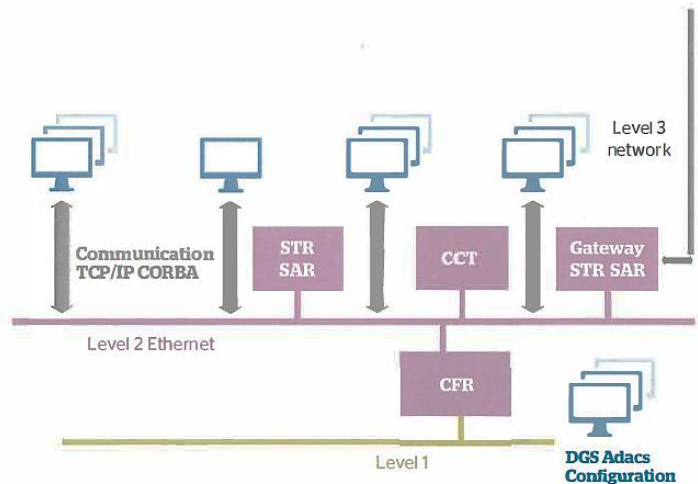 Level 3
network
Communication
TCP/IP CORBA
STR
SAR
CCT
Gateway
STR SAR
Level 2 Ethernet
CFR
Level 1
DGS Adacs
Configuration